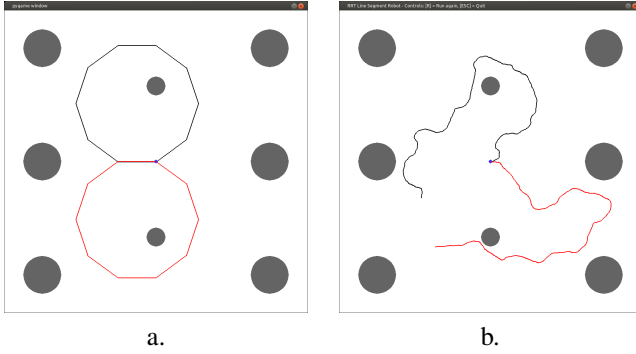 pygame window
RRT Line Segment Robot - Controls: [R] = Run again, [ESC] = Quit
a.
b.